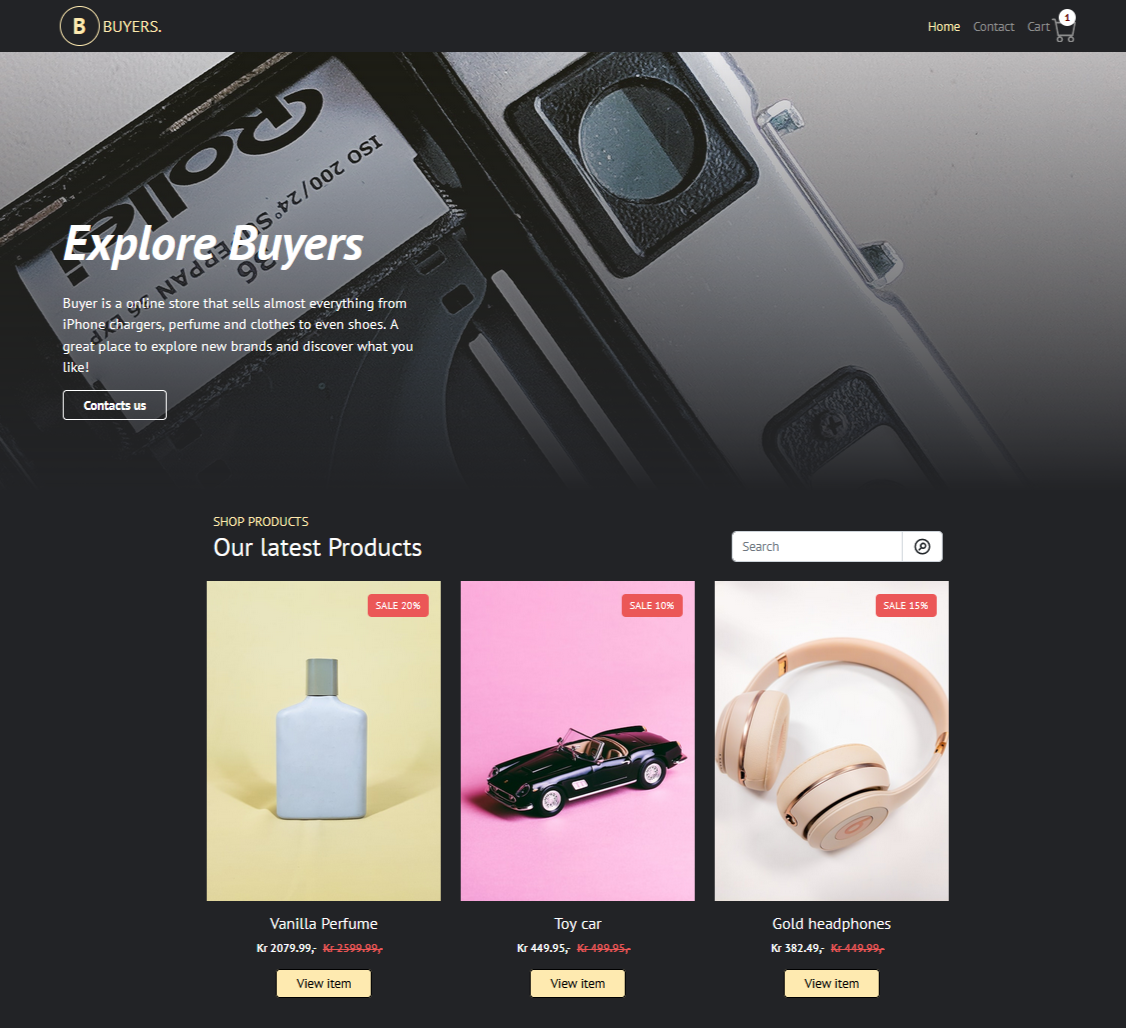 B BUYERS.
Home Contact Cart 1
Rollei
ISO 200/24°
36
Explore Buyers
Buyer is a online store that sells almost everything from
iPhone chargers, perfume and clothes to even shoes. A
great place to explore new brands and discover what you
like!
Contacts us
SHOP PRODUCTS
Our latest Products
Search
SALE 20%
SALE 10%
SALE 15%
Vanilla Perfume
Toy car
Gold headphones
Kr 2079.99,- Kr 2599.99,-
Kr 449.95,- Kr 499.95,-
Kr 382.49,- Kr 449.99,-
View item
View item
View item